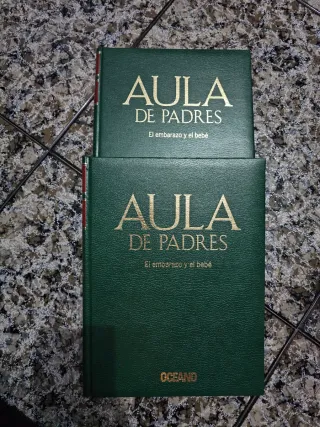 AULA
DE PADRES
El embarazo y el bebé
AULA
DE PADRES
El embarazo y el bebé
OCEANO